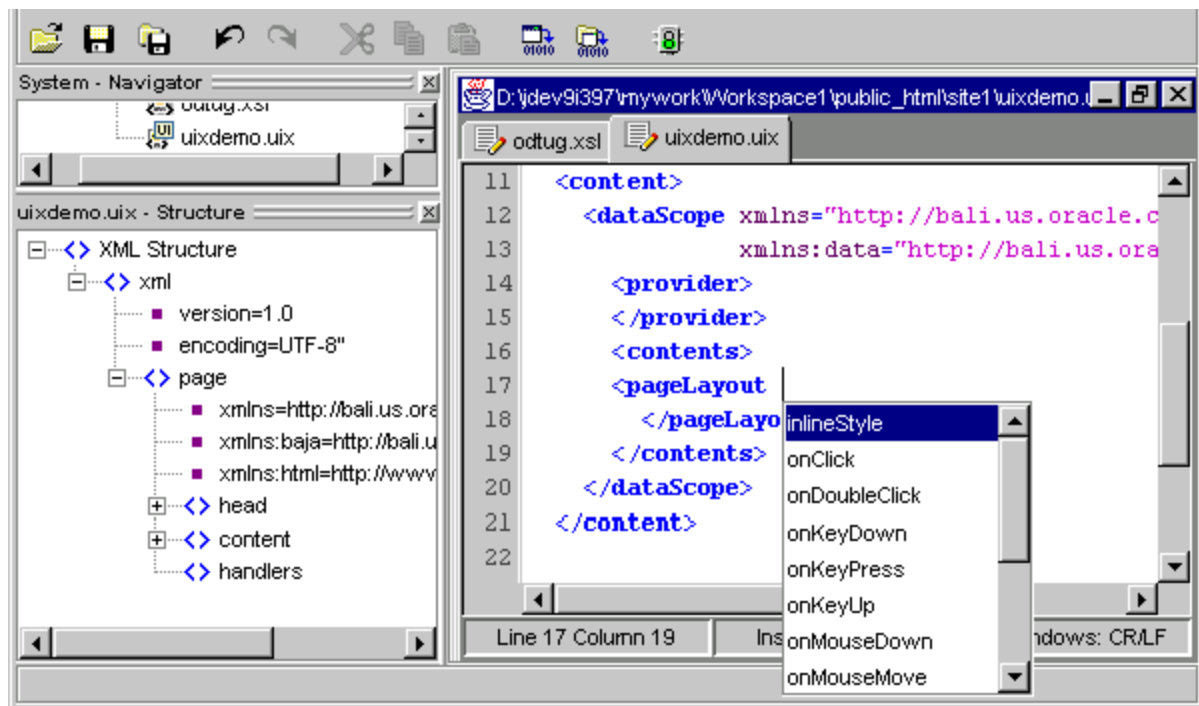 01010
01010
System - Navigator
odtug.xsl
uixdemo.uix
uixdemo.uix - Structure
XML Structure
xml
version=1.0
encoding=UTF-8"
page
xmlns=http://bali.us.ora
xmlns:baja=http://bali.u
xmlns:html=http://www
head
content
handlers
D:\jdev9i397\mywork\Workspace1\public_html\site1\uixdemo.u
odtug.xsl uixdemo.uix
11 <content>
12 <dataScope xmlns="http://bali.us.oracle.c
13 xmlns:data="http://bali.us.ora
14 <provider>
15 </provider>
16 <contents>
17 <pageLayout
18 </pageLayo
19 </contents>
20 </dataScope>
21 </content>
22
inlineStyle
onClick
onDoubleClick
onKeyDown
onKeyPress
onKeyUp
onMouseDown
onMouseMove
Line 17 Column 19 Ins ndows: CR/LF